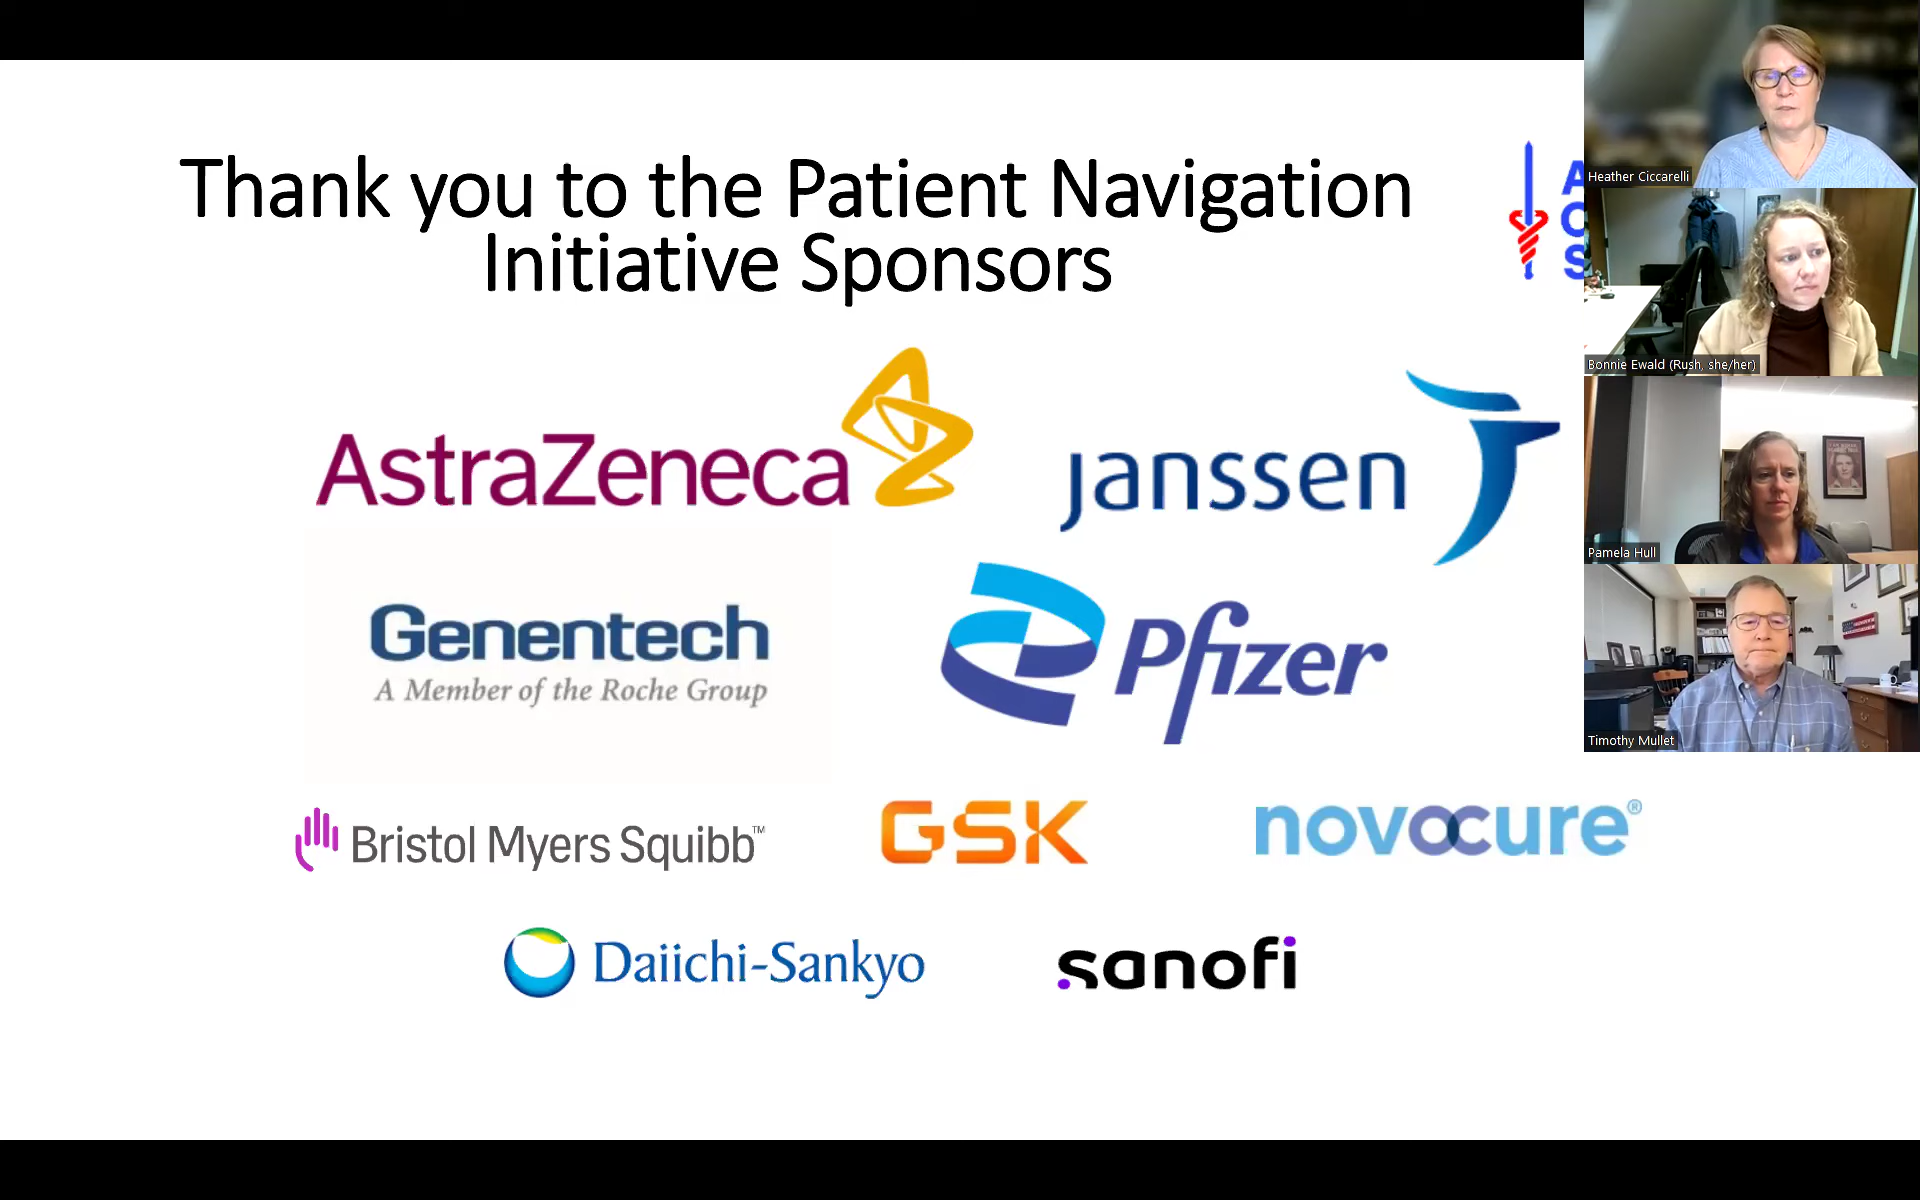 Thank you to the Patient Navigation
Initiative Sponsors
AstraZeneca
Janssen
Genentech
A Member of the Roche Group
Pfizer
Bristol Myers Squibb™
GSK
novocure®
Daiichi-Sankyo
sanofi
Heather Ciccarelli
Bonnie Ewald (Rush, she/her)
Pamela Hull
Timothy Mullet